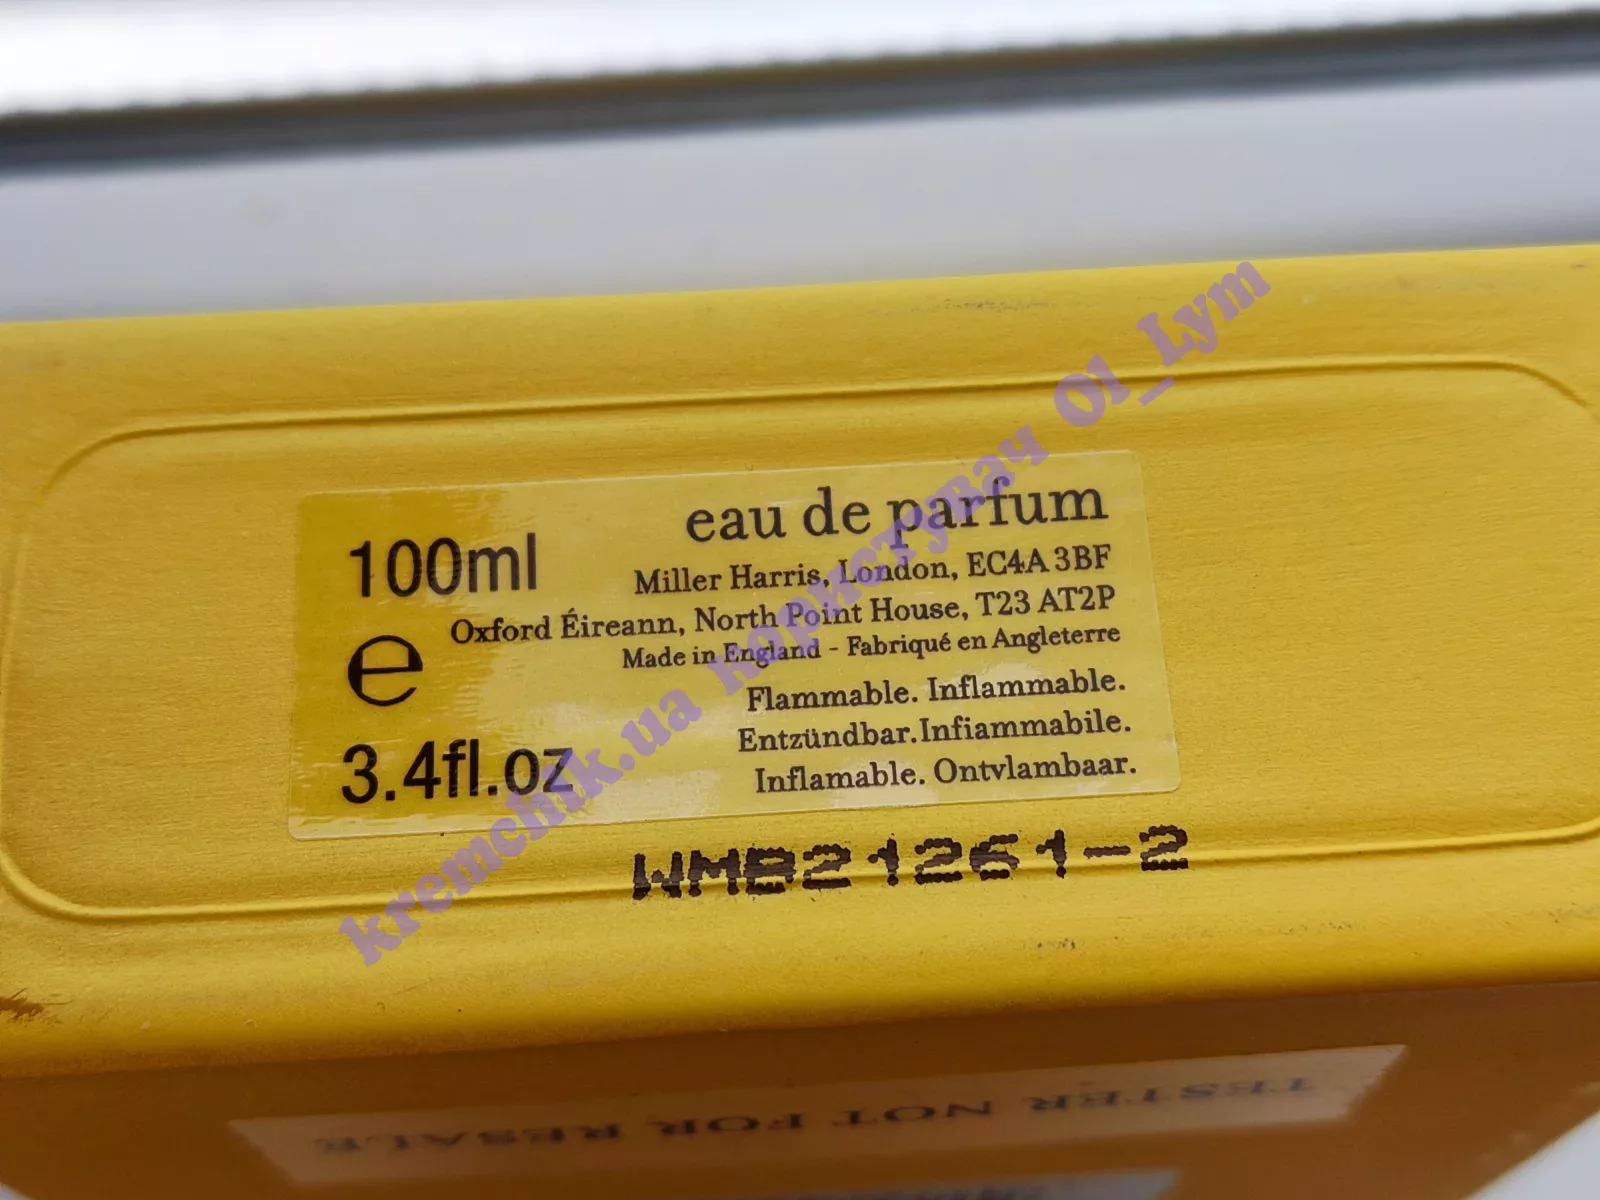 100ml
e
3.4fl.oz
eau de parfum
Miller Harris, London, EC4A 3BF
Oxford Éireann, North Point House, T23 AT2P
Made in England - Fabriqué en Angleterre
Flammable. Inflammable.
Entzündbar.Infiammabile.
Inflamable. Ontvlambaar.
WMB21261-2
TESTER NOT FOR RESALE
kremchik.ua користувач Ol_Lym